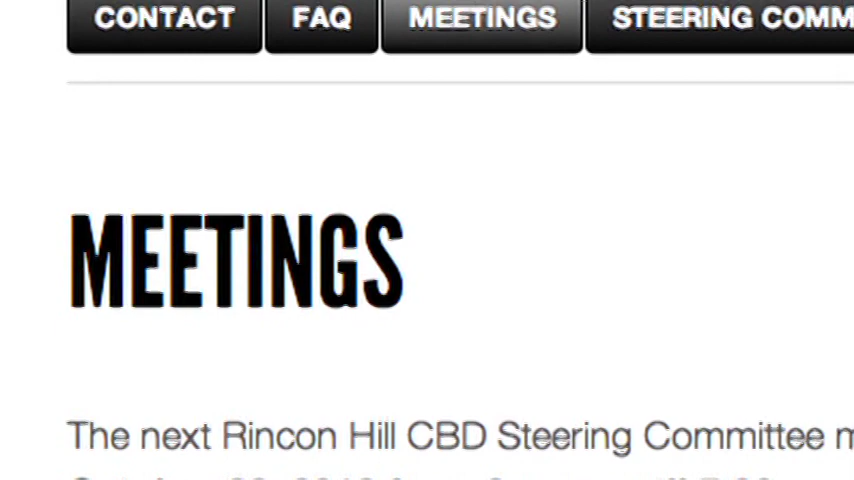 CONTACT FAQ MEETINGS STEERING COMM
MEETINGS
The next Rincon Hill CBD Steering Committee m